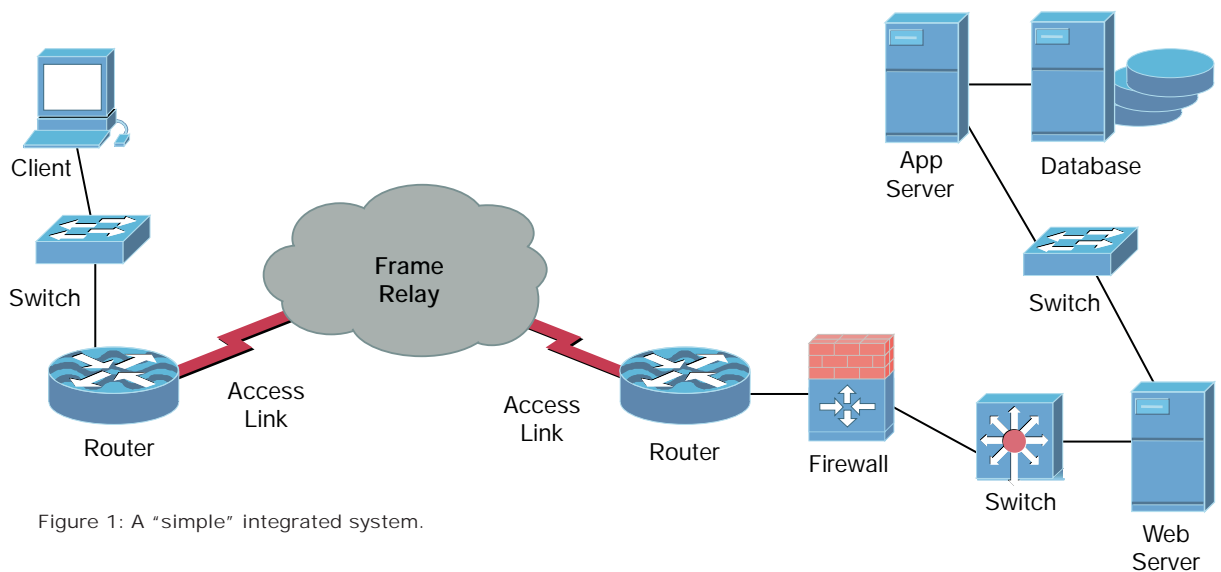 Client
Switch
Router
Access
Link
Frame
Relay
Access
Link
Router
Firewall
Switch
Web
Server
Switch
App
Server
Database
Figure 1: A "simple" integrated system.